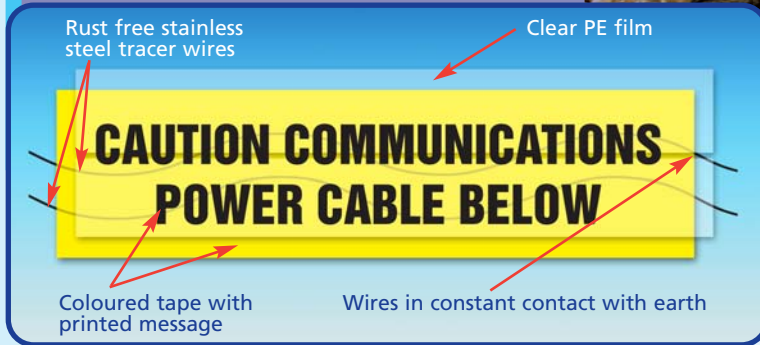 Rust free stainless
steel tracer wires
Clear PE film
CAUTION COMMUNICATIONS
POWER CABLE BELOW
Coloured tape with
printed message
Wires in constant contact with earth